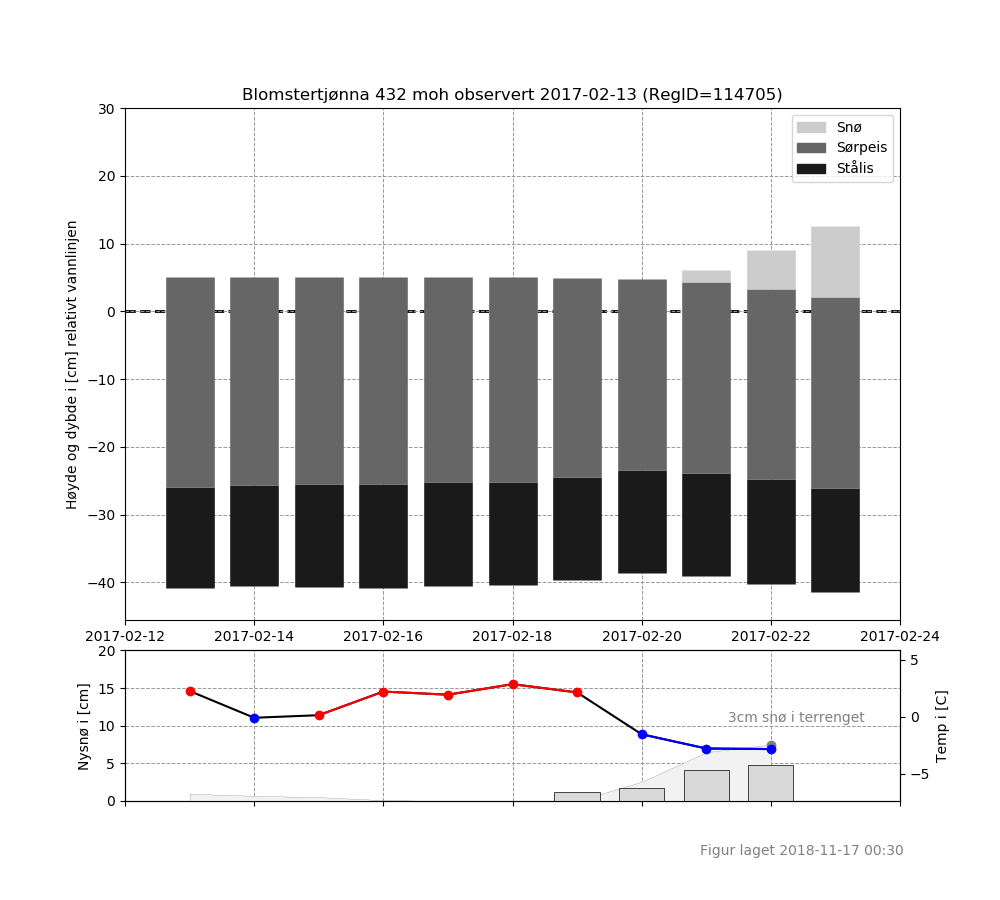 Blomstertjønna 432 moh observert 2017-02-13 (RegID=114705)
Høyde og dybde i [cm] relativt vannlinjen
30
20
10
0
−10
−20
−30
−40
Snø
Sørpeis
Stålis
2017-02-12 2017-02-14 2017-02-16 2017-02-18 2017-02-20 2017-02-22 2017-02-24
Nysnø i [cm]
20
15
10
5
0
3cm snø i terrenget
5
0
−5
Temp i [C]
Figur laget 2018-11-17 00:30